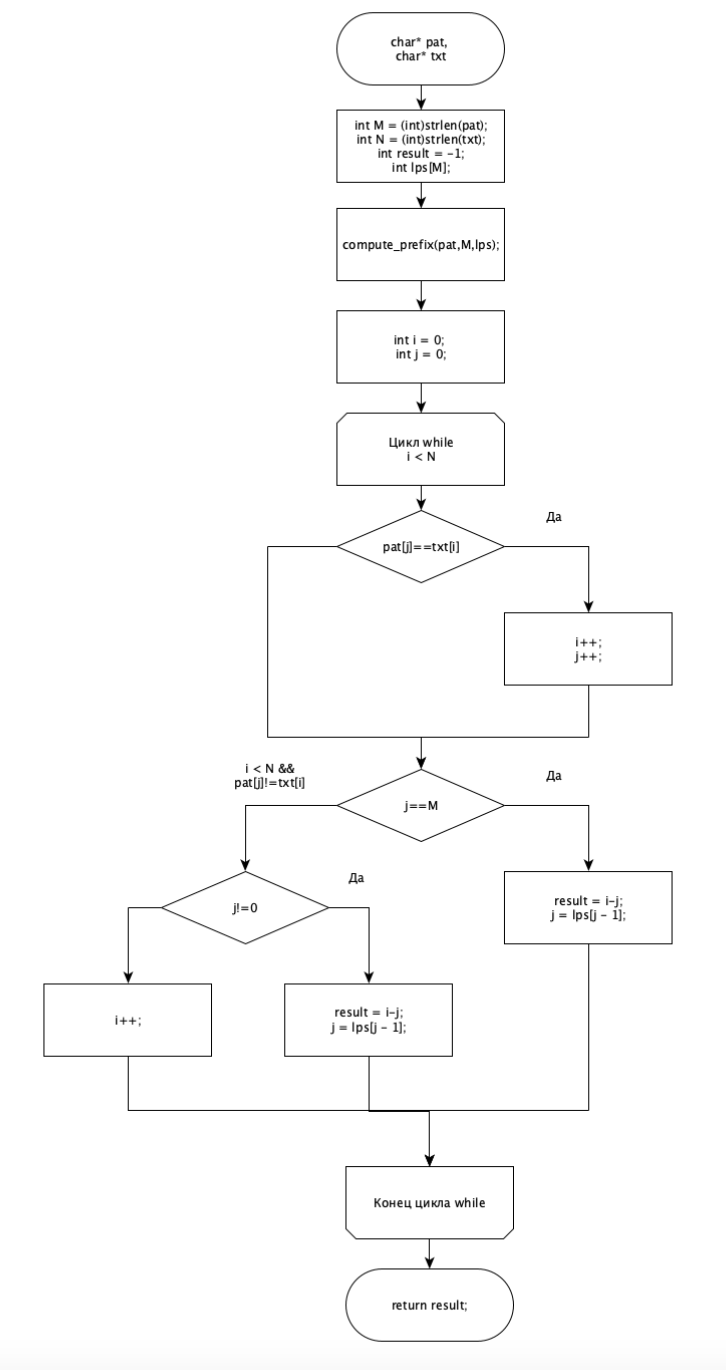 char* pat,
char* txt
int M = (int)strlen(pat);
int N = (int)strlen(txt);
int result = -1;
int lps[M];
compute_prefix(pat,M,lps);
int i = 0;
int j = 0;
Цикл while
i < N
Да
pat[j]==txt[i]
i++;
j++;
i < N &&
pat[j]!=txt[i]
Да
j==M
Да
j!=0
result = i-j;
j = lps[j - 1];
i++;
result = i-j;
j = lps[j - 1];
Конец цикла while
return result;